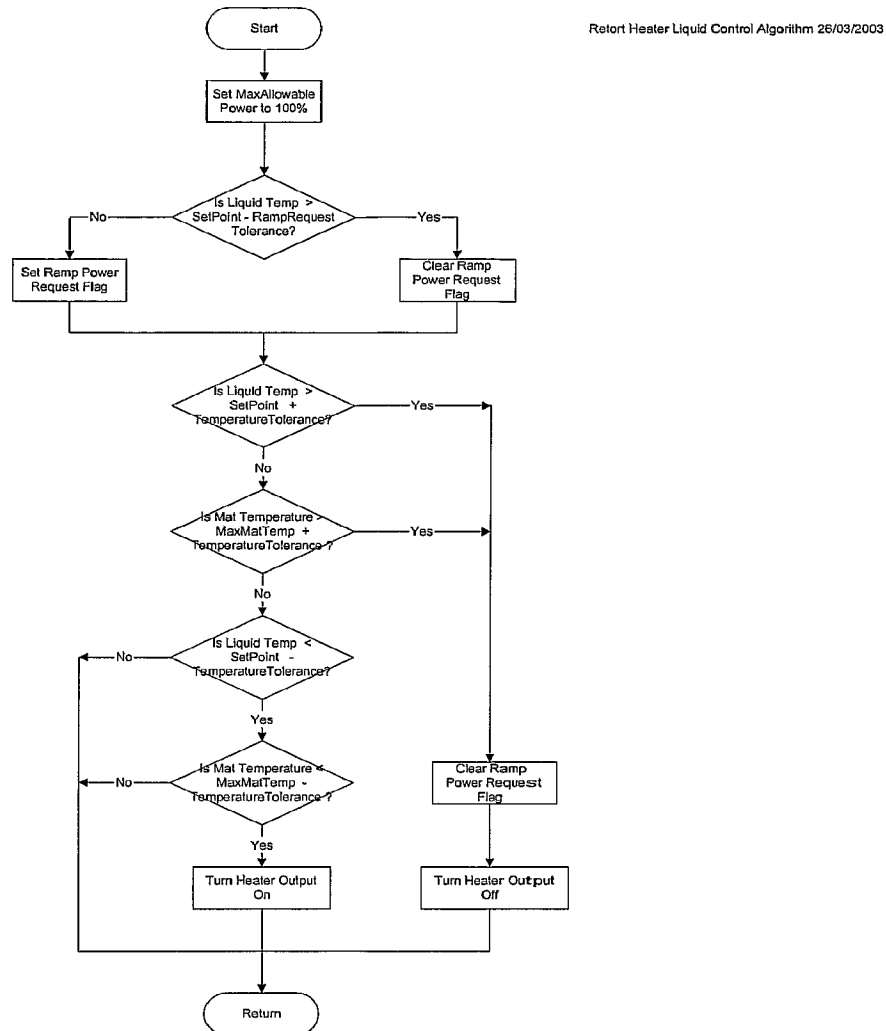 Start
Retort Heater Liquid Control Algorithm 26/03/2003
Set MaxAllowable
Power to 100%
Is Liquid Temp >
SetPoint - RampRequest
Tolerance?
No
Yes
Set Ramp Power
Request Flag
Clear Ramp
Power Request
Flag
Is Liquid Temp >
SetPoint +
TemperatureTolerance?
Yes
No
Is Mat Temperature >
MaxMatTemp +
TemperatureTolerance ?
Yes
No
Is Liquid Temp <
SetPoint -
TemperatureTolerance?
No
Yes
Is Mat Temperature <
MaxMatTemp -
TemperatureTolerance ?
No
Yes
Clear Ramp
Power Request
Flag
Turn Heater Output
On
Turn Heater Output
Off
Return